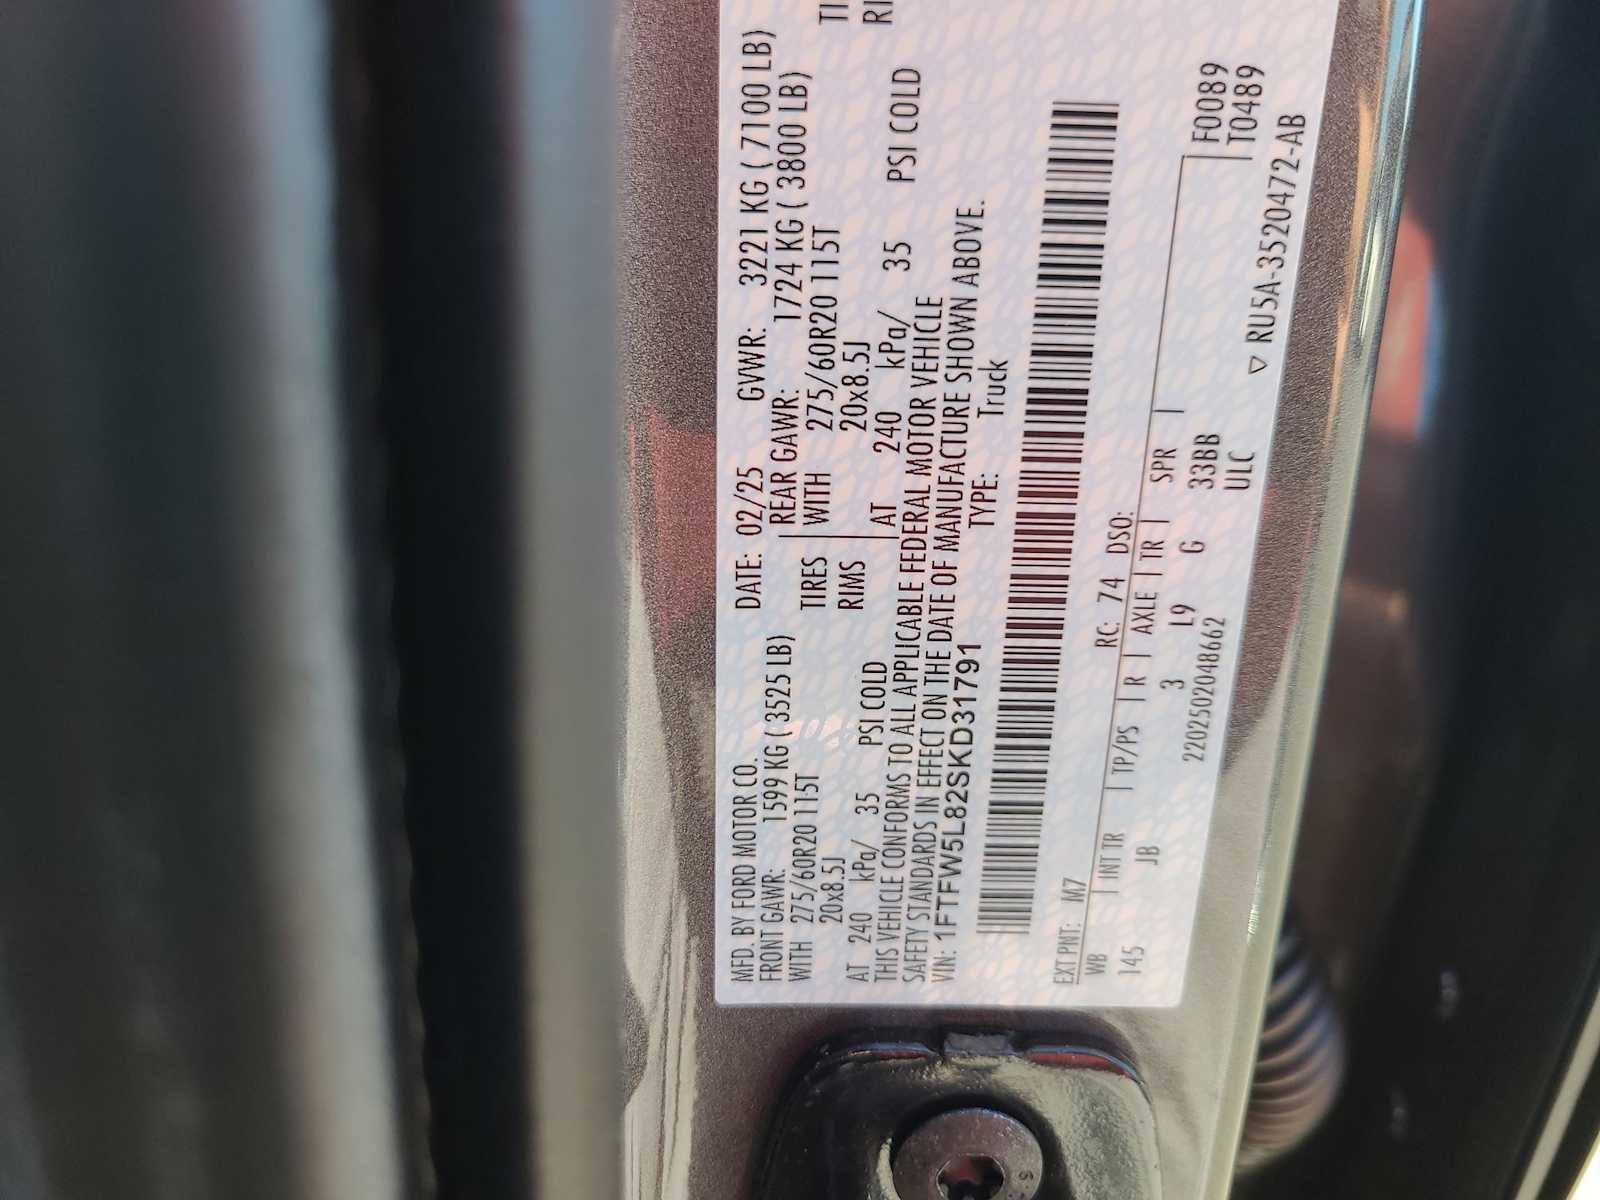 MFD. BY FORD MOTOR CO. DATE: 02/25 GVWR: 3221 KG ( 7100 LB)
FRONT GAWR: 1599 KG ( 3525 LB) REAR GAWR: 1724 KG ( 3800 LB)
WITH 275/60R20 115T TIRES WITH 275/60R20 115T TI
20x8.5J RIMS 20x8.5J RI
AT 240 kPa/ 35 PSI COLD AT 240 kPa/ 35 PSI COLD
THIS VEHICLE CONFORMS TO ALL APPLICABLE FEDERAL MOTOR VEHICLE
SAFETY STANDARDS IN EFFECT ON THE DATE OF MANUFACTURE SHOWN ABOVE.
VIN: 1FTFW5L82SKD31791 TYPE: Truck
EXT PNT: M7 RC: 74 DSO:
WB INT TR TP/PS R AXLE TR SPR F0089
145 JB 3 L9 G 33BB T0489
2202502048662 ULC
RU5A-3520472-AB